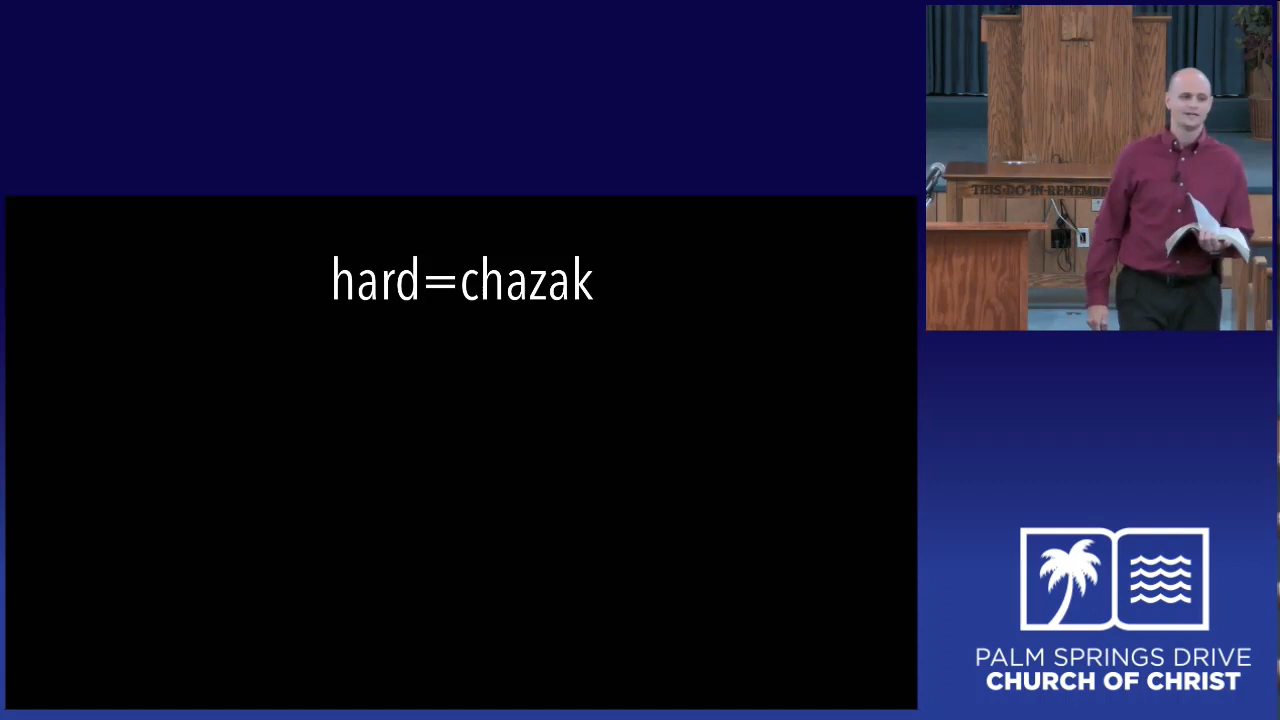 hard=chazak
THIS·DO·IN·REMEMB
PALM SPRINGS DRIVE
CHURCH OF CHRIST